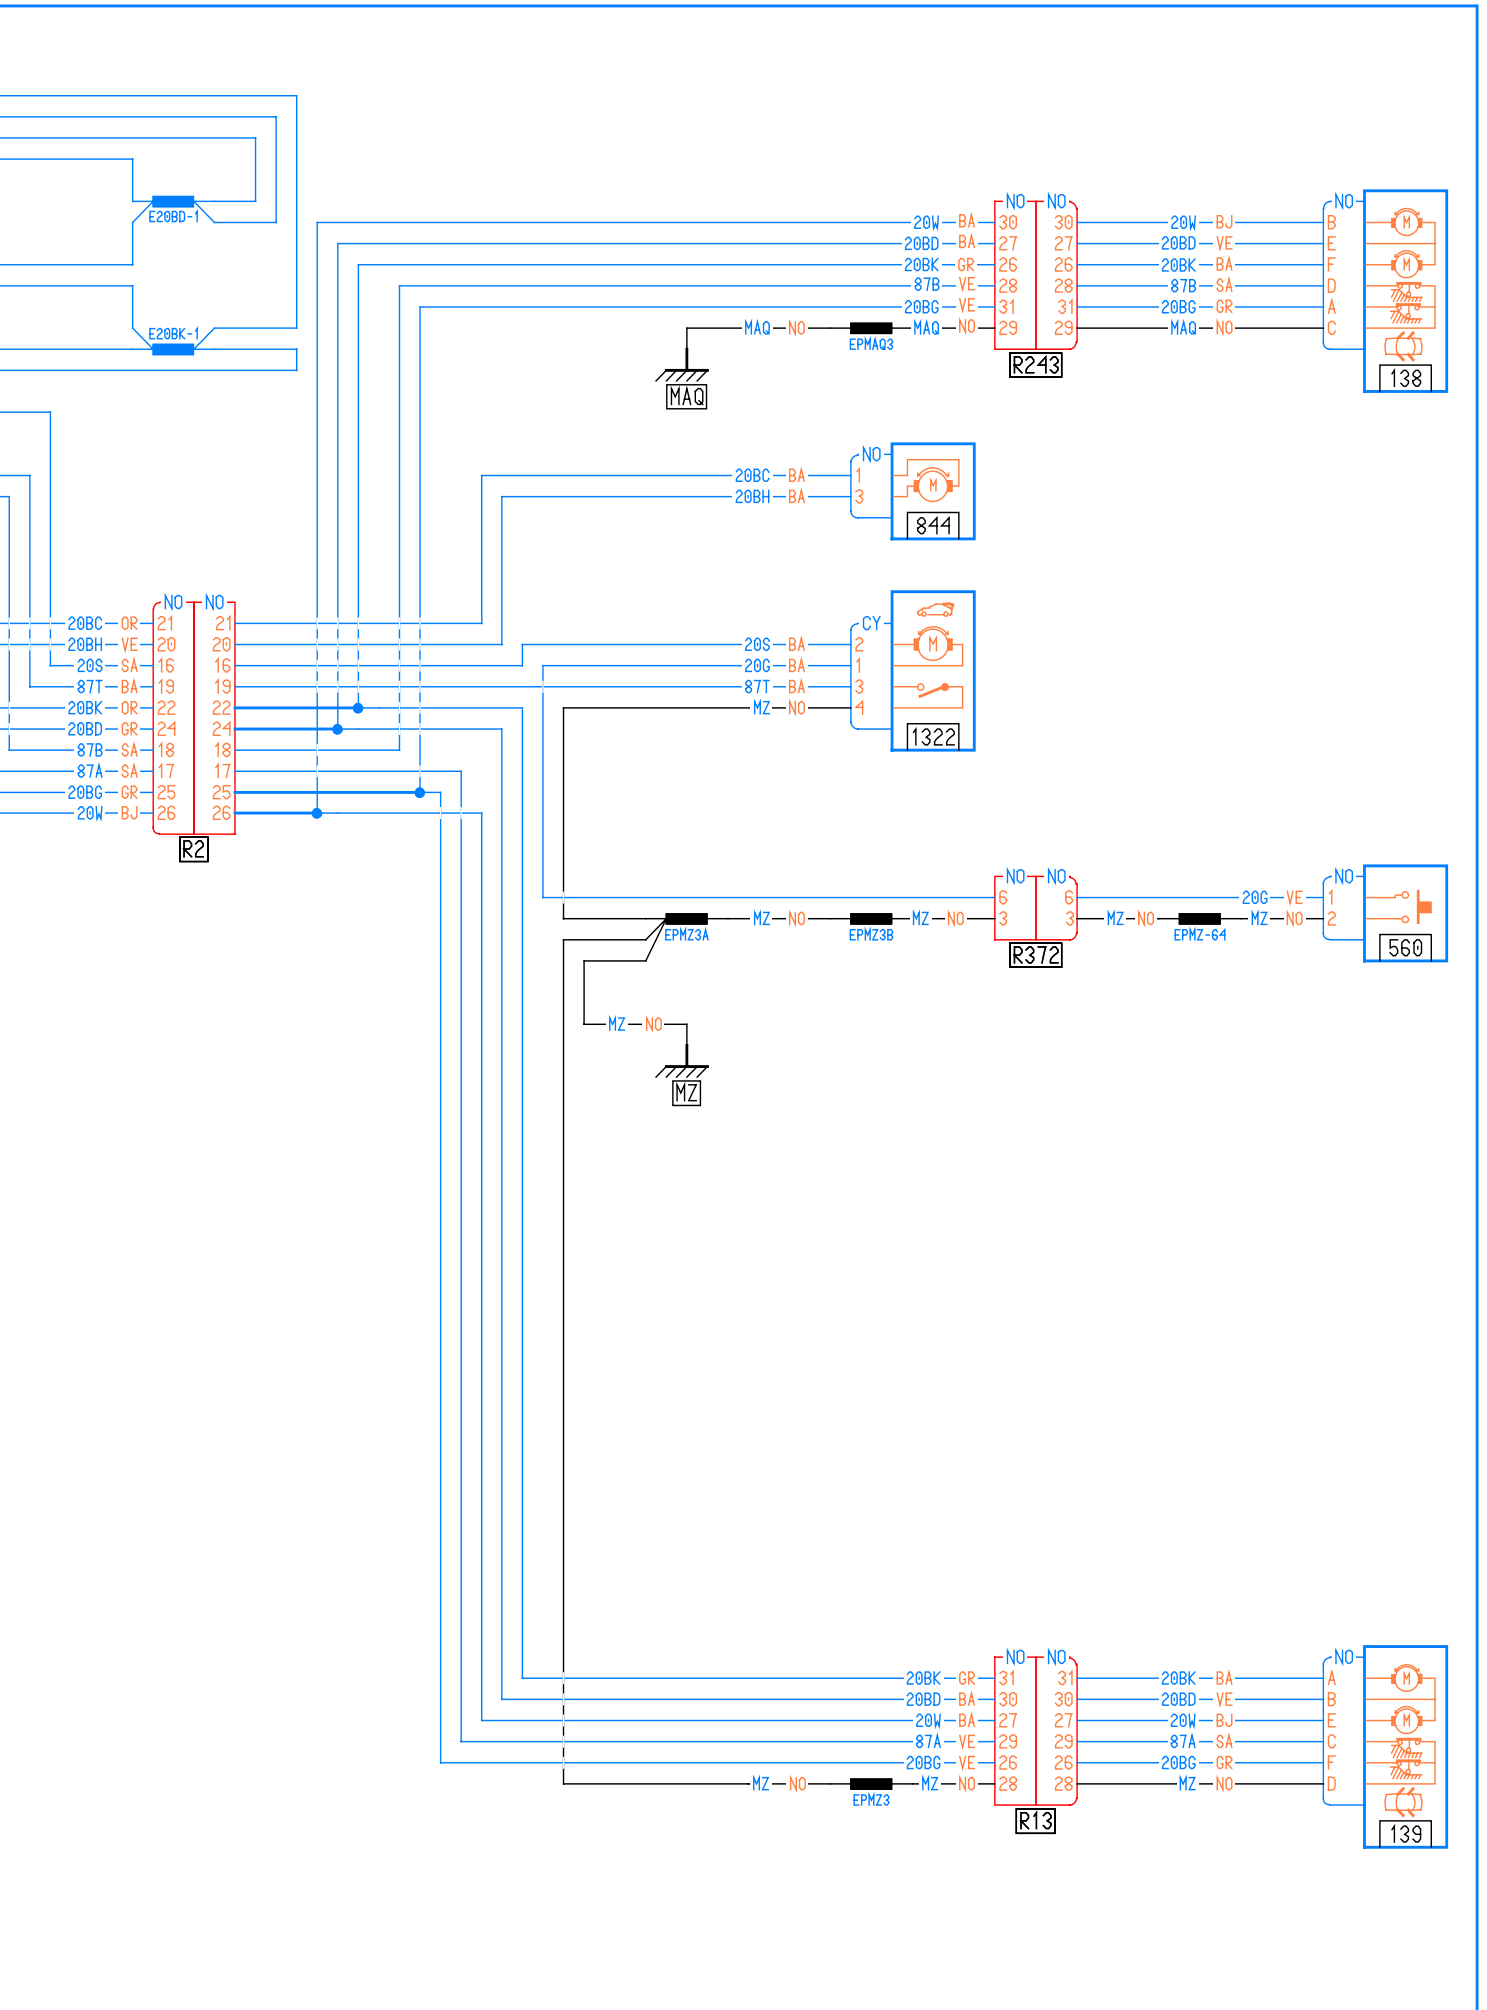 E20BD-1
E20BK-1
NO NO NO
20W BA 30 30 20W BJ B M
20BD BA 27 27 20BD VE E
20BK GR 26 26 20BK BA F M
87B VE 28 28 87B SA D
20BG VE 31 31 20BG GR A
MAQ NO MAQ NO 29 29 MAQ NO C
EPMAQ3
R243
138
MAQ
NO
20BC BA 1
20BH BA 3 M
844
NO NO
20BC OR 21 21 CY
20BH VE 20 20 20S BA 2 M
20S SA 16 16 20G BA 1
87T BA 19 19 87T BA 3
20BK OR 22 22 MZ NO 4
20BD GR 24 24 1322
87B SA 18 18
87A SA 17 17
20BG GR 25 25
20W BJ 26 26
R2
NO NO NO
6 6 20G VE 1
MZ NO MZ NO 3 3 MZ NO MZ NO 2
EPMZ3A EPMZ3B EPMZ-64
R372 560
MZ NO
MZ
NO NO NO
20BK GR 31 31 20BK BA A M
20BD BA 30 30 20BD VE B
20W BA 27 27 20W BJ E M
87A VE 29 29 87A SA C
20BG VE 26 26 20BG GR F
MZ NO MZ NO 28 28 MZ NO D
EPMZ3
R13
139